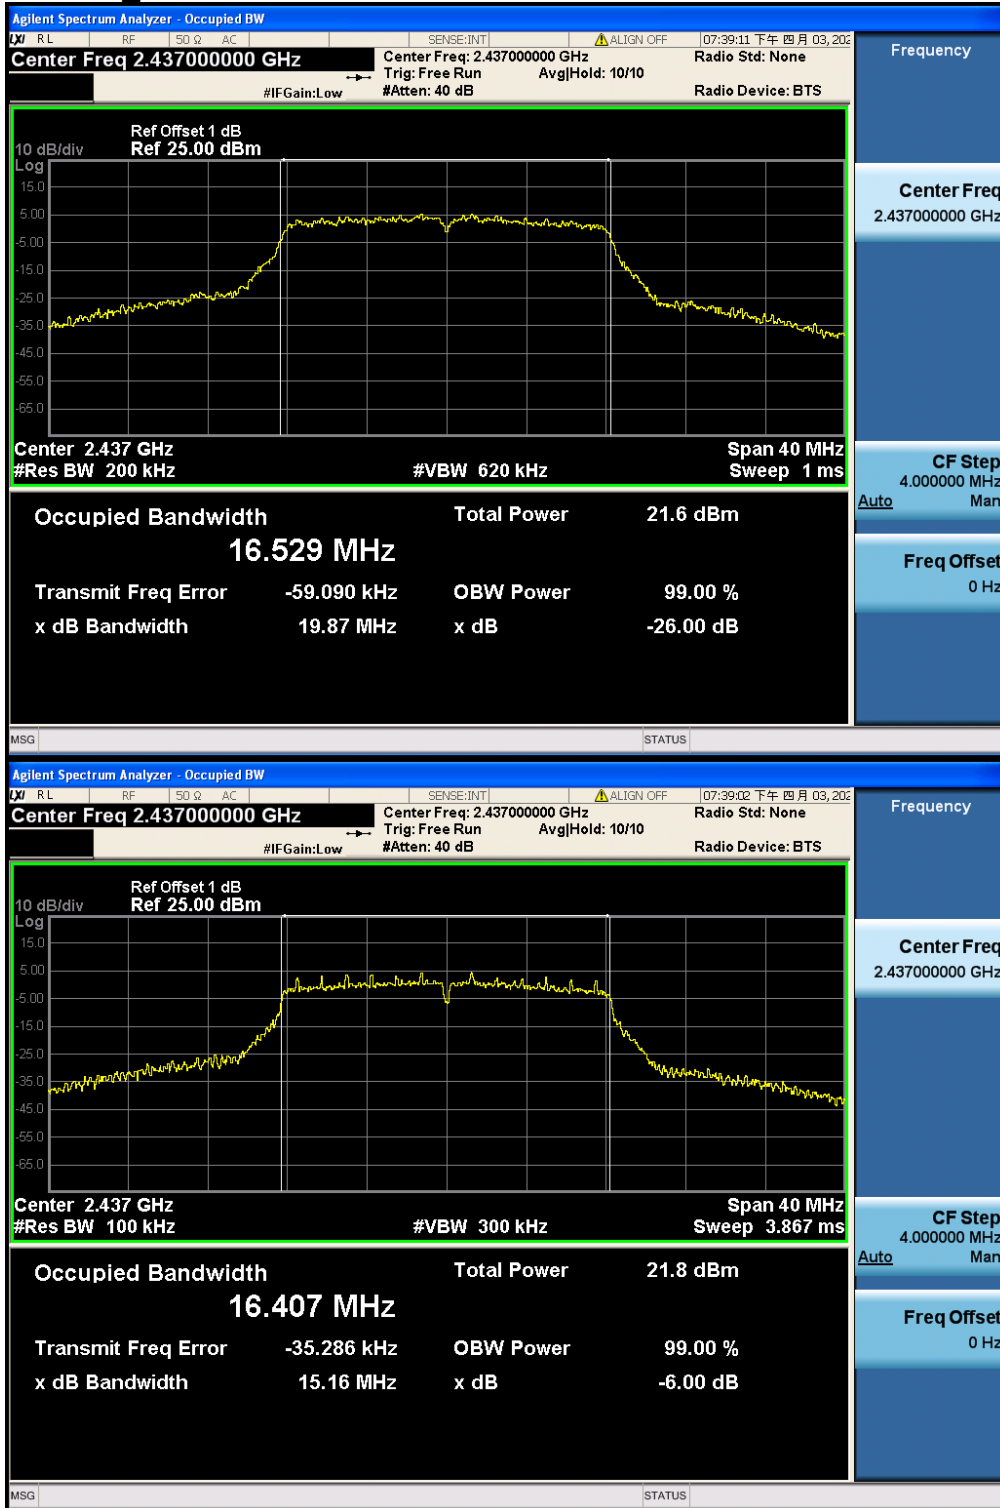 Agilent Spectrum Analyzer - Occupied BW
LXI RL RF 50 Ω AC SENSE:INT ALIGN OFF 07:39:11 下午 四月 03, 202
Center Freq 2.437000000 GHz
Center Freq: 2.437000000 GHz Radio Std: None
Trig: Free Run Avg|Hold: 10/10
#IFGain:Low #Atten: 40 dB Radio Device: BTS
Frequency
Ref Offset 1 dB
10 dB/div Ref 25.00 dBm
Log
15.0
5.00
-5.00
-15.0
-25.0
-35.0
-45.0
-55.0
-65.0
Center Freq
2.437000000 GHz
Center 2.437 GHz Span 40 MHz
#Res BW 200 kHz #VBW 620 kHz Sweep 1 ms
CF Step
4.000000 MHz
Auto Man
Occupied Bandwidth Total Power 21.6 dBm
16.529 MHz
Freq Offset
0 Hz
Transmit Freq Error -59.090 kHz OBW Power 99.00 %
x dB Bandwidth 19.87 MHz x dB -26.00 dB
MSG STATUS
Agilent Spectrum Analyzer - Occupied BW
LXI RL RF 50 Ω AC SENSE:INT ALIGN OFF 07:39:02 下午 四月 03, 202
Center Freq 2.437000000 GHz
Center Freq: 2.437000000 GHz Radio Std: None
Trig: Free Run Avg|Hold: 10/10
#IFGain:Low #Atten: 40 dB Radio Device: BTS
Frequency
Ref Offset 1 dB
10 dB/div Ref 25.00 dBm
Log
15.0
5.00
-5.00
-15.0
-25.0
-35.0
-45.0
-55.0
-65.0
Center Freq
2.437000000 GHz
Center 2.437 GHz Span 40 MHz
#Res BW 100 kHz #VBW 300 kHz Sweep 3.867 ms
CF Step
4.000000 MHz
Auto Man
Occupied Bandwidth Total Power 21.8 dBm
16.407 MHz
Freq Offset
0 Hz
Transmit Freq Error -35.286 kHz OBW Power 99.00 %
x dB Bandwidth 15.16 MHz x dB -6.00 dB
MSG STATUS